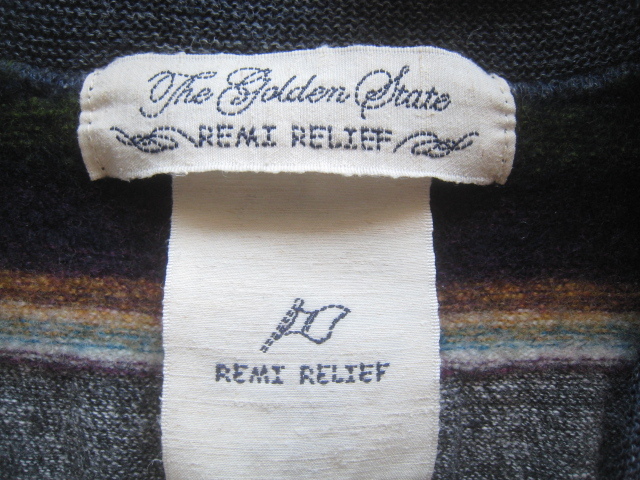 The Golden State
REMI RELIEF
REMI RELIEF